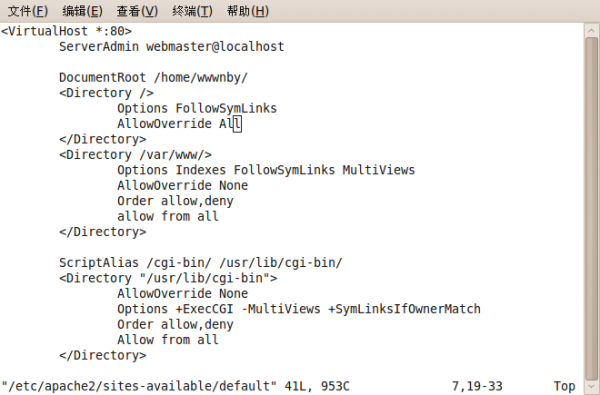 文件(F) 编辑(E) 查看(V) 终端(T) 帮助(H)
<VirtualHost *:80>
ServerAdmin webmaster@localhost
DocumentRoot /home/wwwnby/
<Directory />
Options FollowSymLinks
AllowOverride All
</Directory>
<Directory /var/www/>
Options Indexes FollowSymLinks MultiViews
AllowOverride None
Order allow,deny
allow from all
</Directory>
ScriptAlias /cgi-bin/ /usr/lib/cgi-bin/
<Directory "/usr/lib/cgi-bin">
AllowOverride None
Options +ExecCGI -MultiViews +SymLinksIfOwnerMatch
Order allow,deny
Allow from all
</Directory>
"/etc/apache2/sites-available/default" 41L, 953C 7,19-33 Top